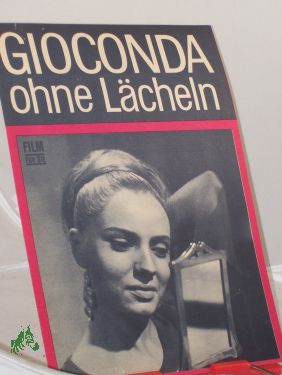 GIOCONDA
ohne Lächeln
FILM
Für Sie